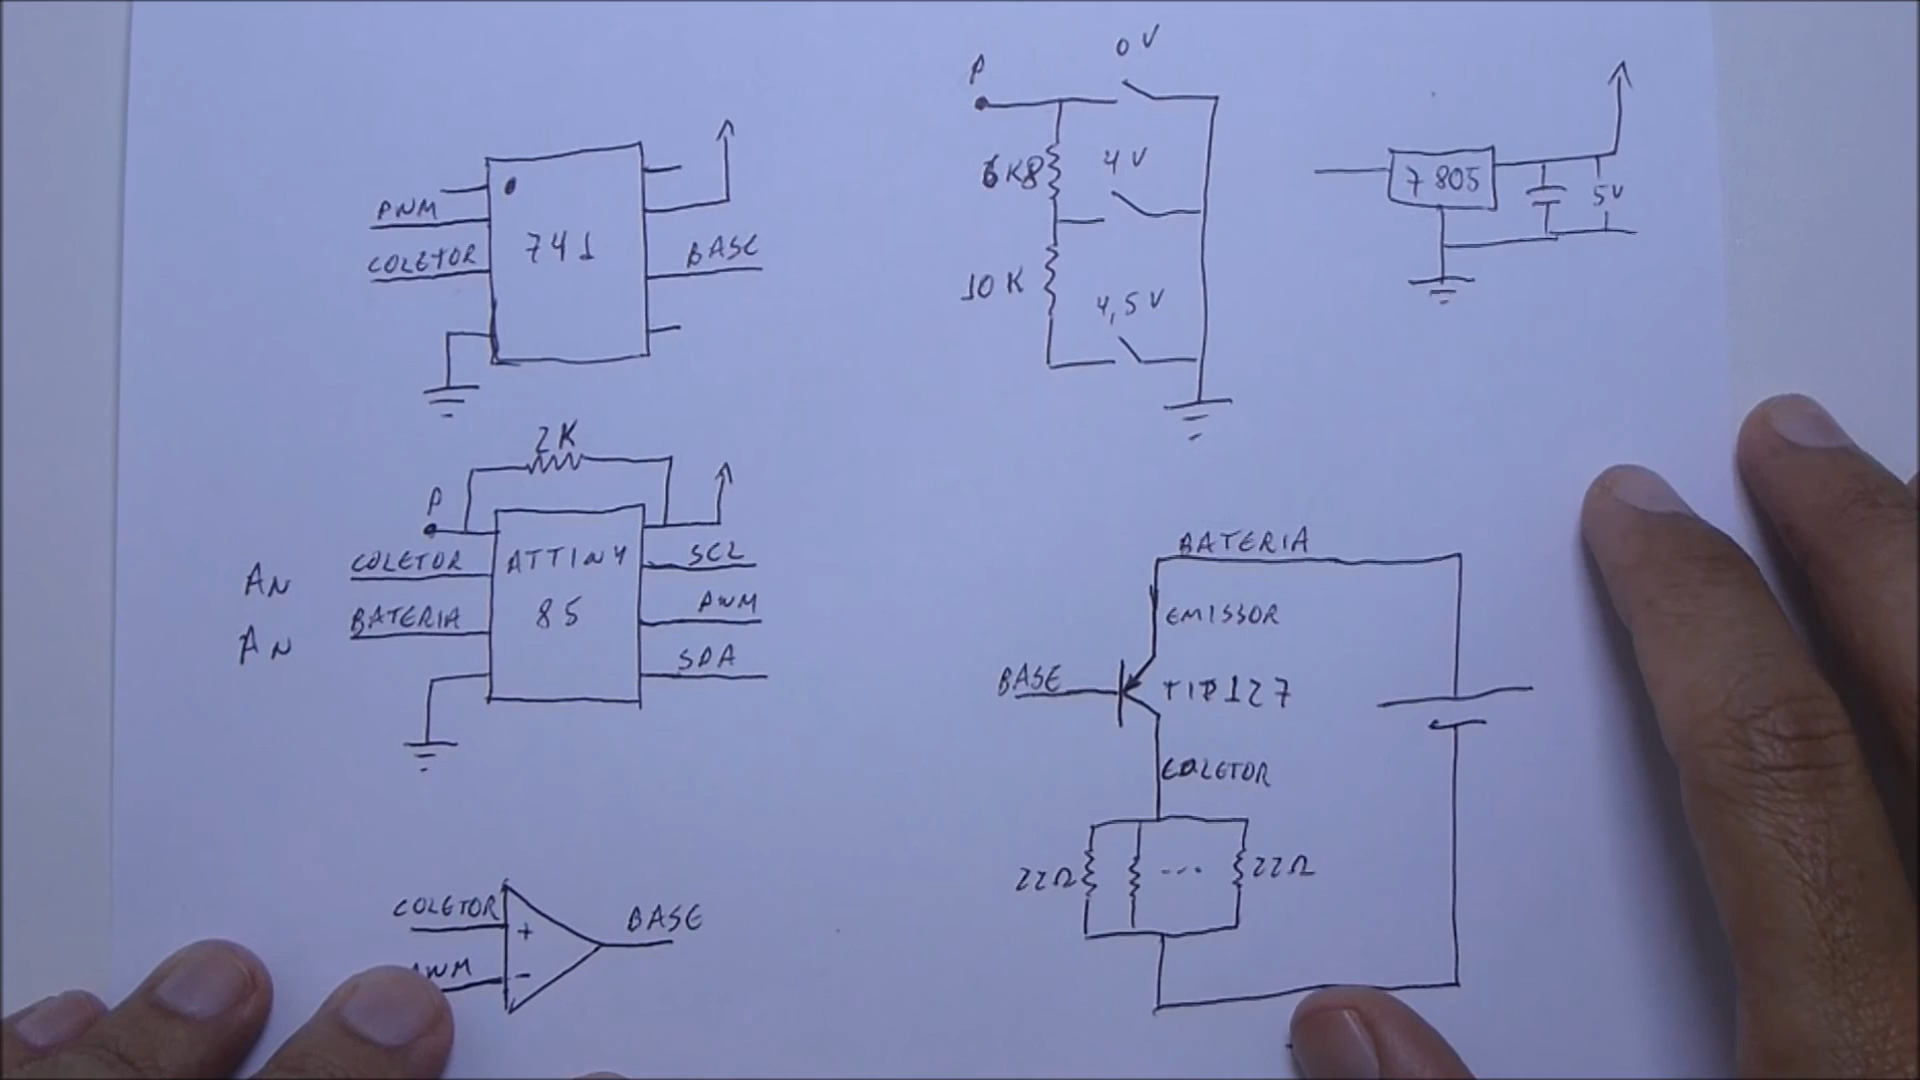 PWM
COLETOR
741
BASE
2K
P
AN
COLETOR
BATERIA
AN
ATTINY
85
SCL
PWM
SDA
COLETOR
+
PWM
-
BASE
P
0V
6K8
4V
10K
4,5V
7805
5V
BATERIA
EMISSOR
BASE
TIP127
COLETOR
22Ω
...
22Ω